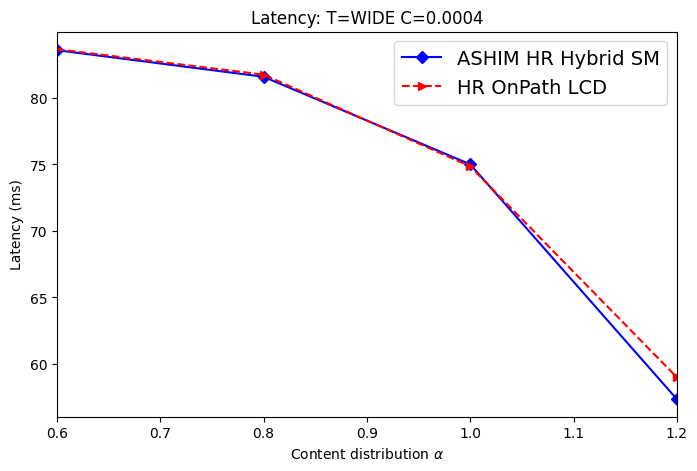 Latency: T=WIDE C=0.0004
ASHIM HR Hybrid SM
HR OnPath LCD
Latency (ms)
80
75
70
65
60
0.6 0.7 0.8 0.9 1.0 1.1 1.2
Content distribution α